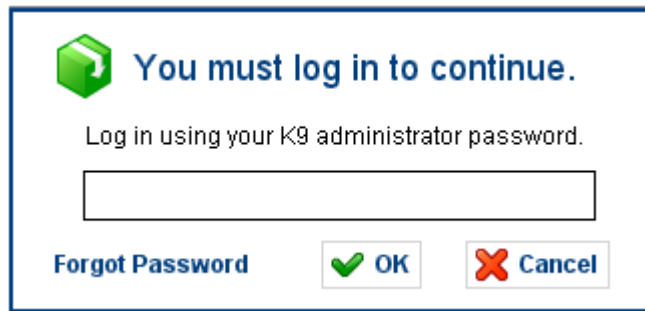 You must log in to continue.
Log in using your K9 administrator password.
Forgot Password OK Cancel